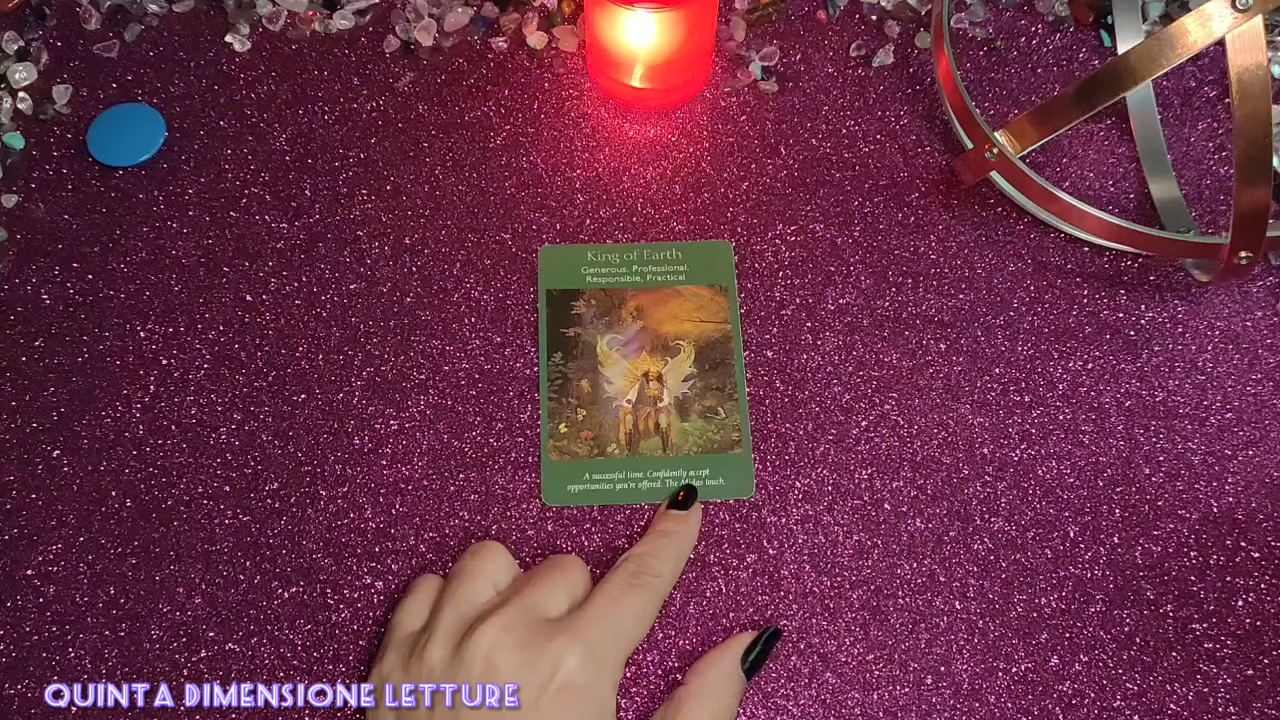 King of Earth
Generous, Professional,
Responsible, Practical
A successful time. Confidently accept
opportunities you're offered. The Midas touch.
QUINTA DIMENSIONE LETTURE